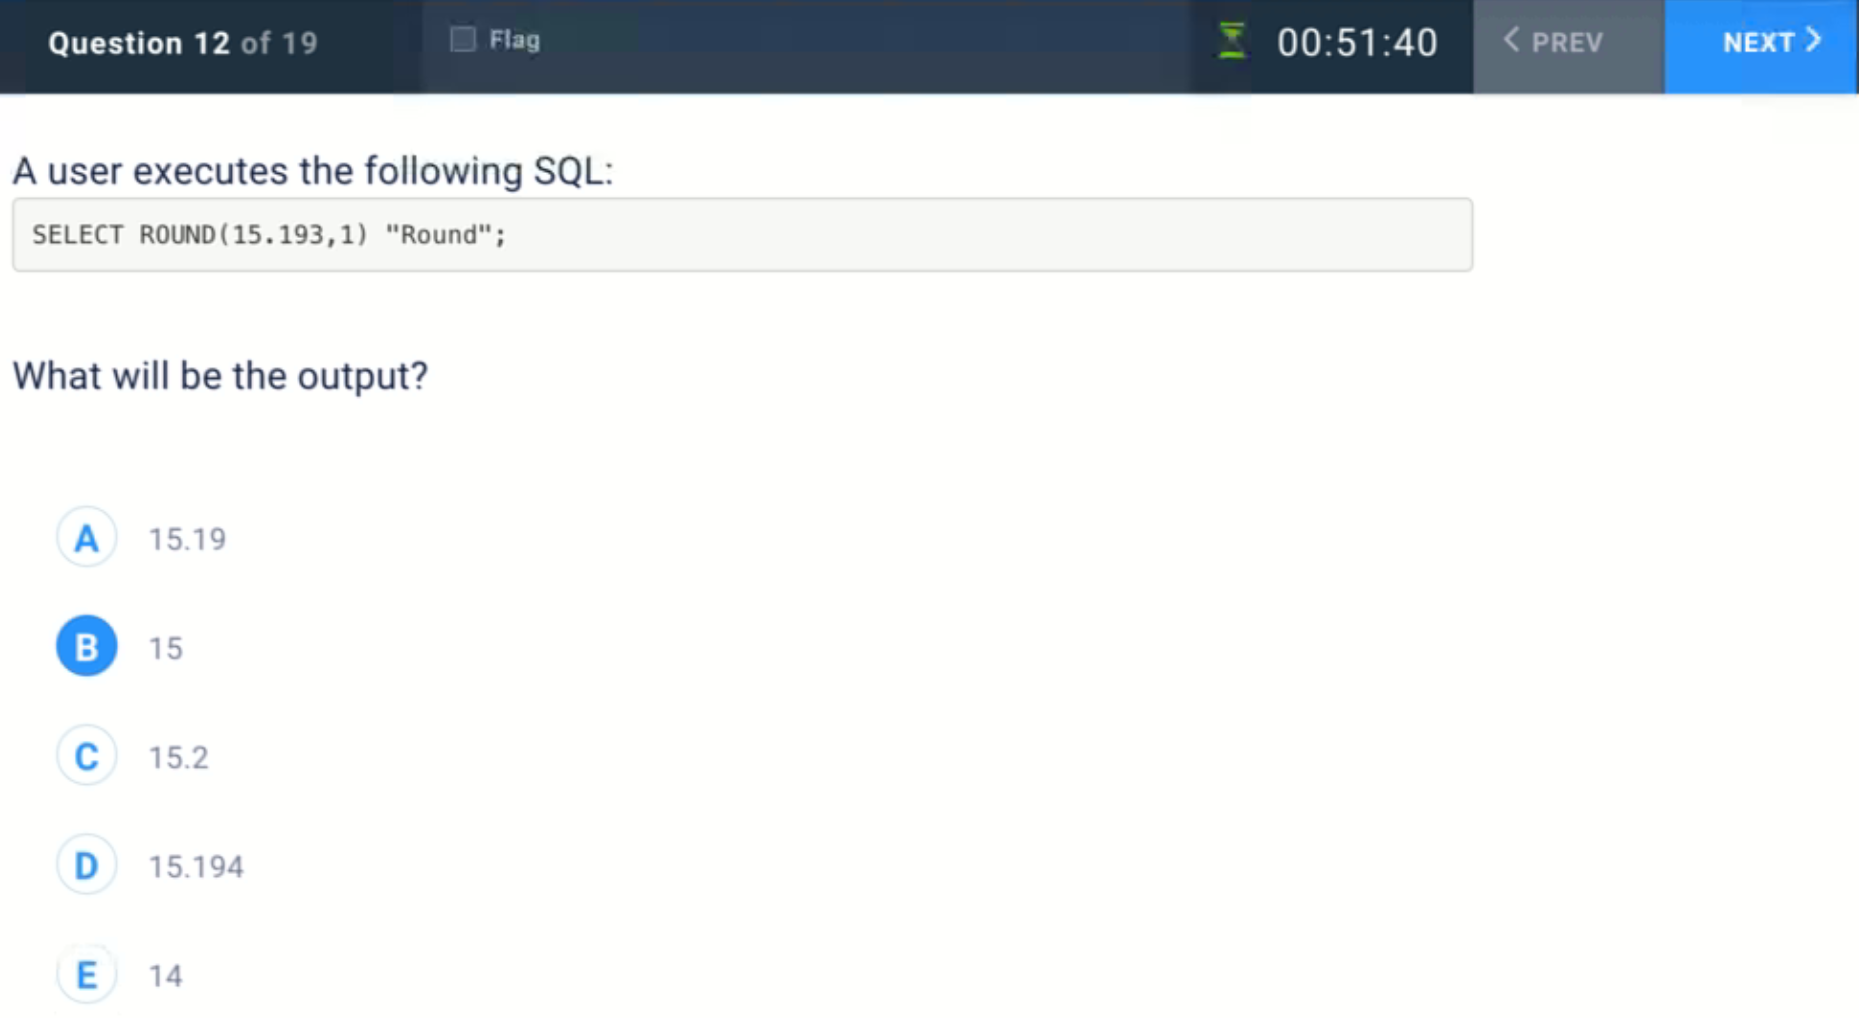 Question 12 of 19 Flag 00:51:40 PREV NEXT
A user executes the following SQL:
SELECT ROUND(15.193,1) "Round";
What will be the output?
A 15.19
B 15
C 15.2
D 15.194
E 14